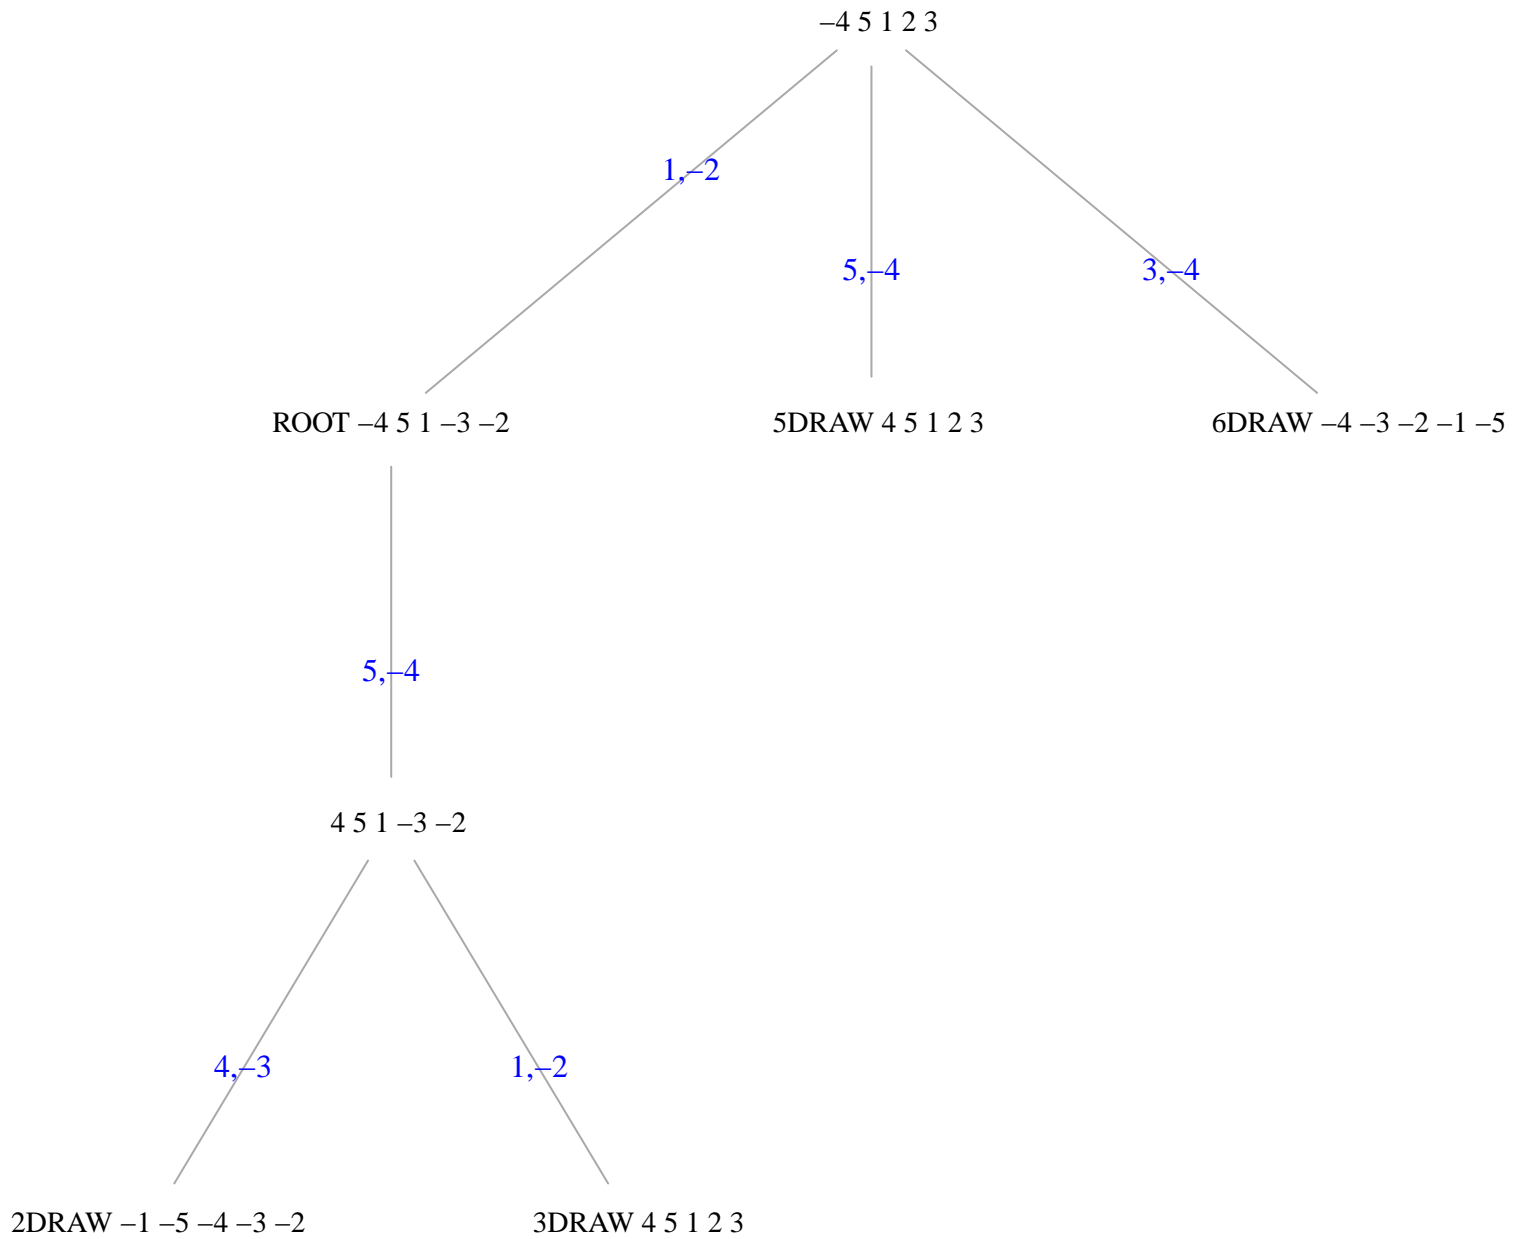 –4 5 1 2 3
1,–2
5,–4
3,–4
ROOT –4 5 1 –3 –2
5DRAW 4 5 1 2 3
6DRAW –4 –3 –2 –1 –5
5,–4
4 5 1 –3 –2
4,–3
1,–2
2DRAW –1 –5 –4 –3 –2
3DRAW 4 5 1 2 3